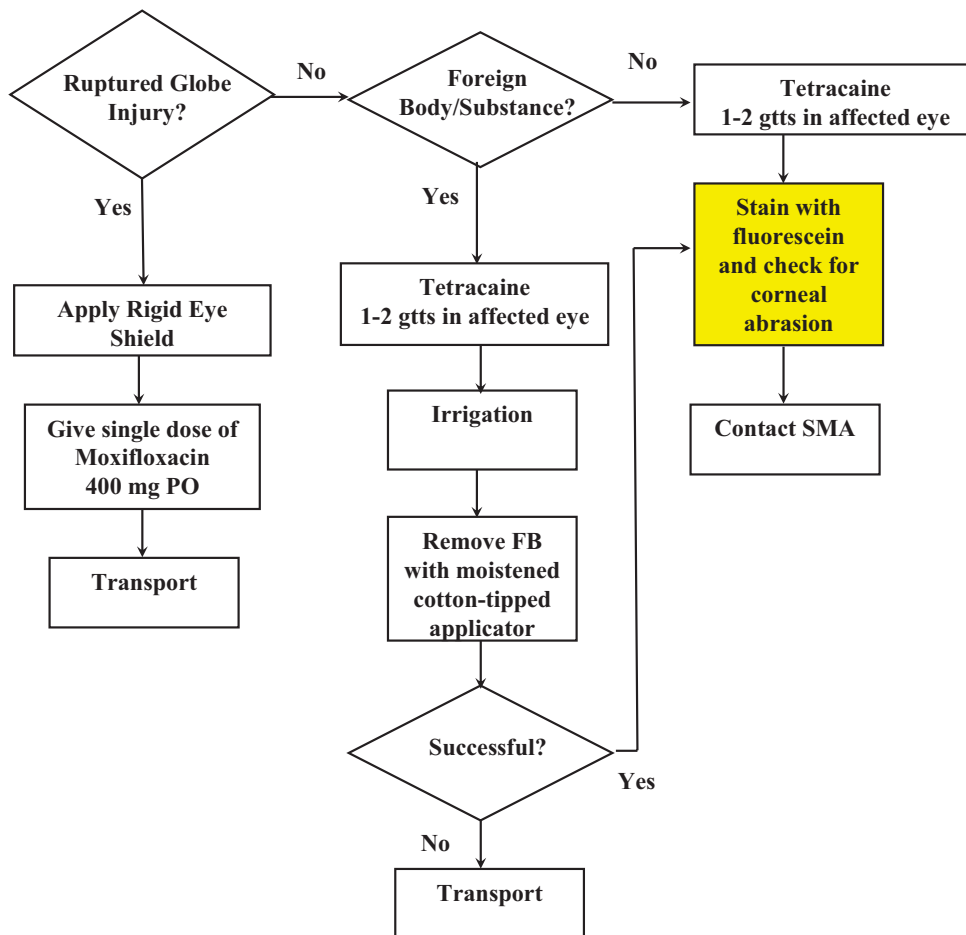 Ruptured Globe
Injury?
No
Foreign
Body/Substance?
No
Tetracaine
1-2 gtts in affected eye
Yes
Yes
Stain with
fluorescein
and check for
corneal
abrasion
Apply Rigid Eye
Shield
Tetracaine
1-2 gtts in affected eye
Give single dose of
Moxifloxacin
400 mg PO
Irrigation
Contact SMA
Transport
Remove FB
with moistened
cotton-tipped
applicator
Successful?
Yes
No
Transport